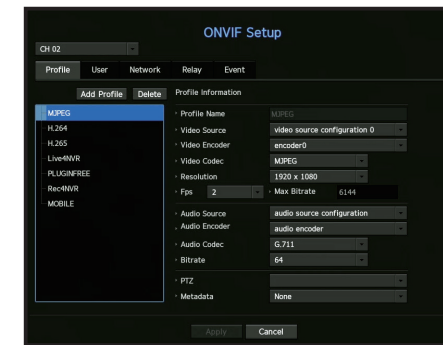 ONVIF Setup
CH 02
Profile User Network Relay Event
Add Profile Delete Profile Information
MJPEG
H.264
H.265
Live4NVR
PLUGINFREE
Rec4NVR
MOBILE
Profile Name MJPEG
Video Source video source configuration 0
Video Encoder encoder0
Video Codec MJPEG
Resolution 1920 x 1080
Fps 2 Max Bitrate 6144
Audio Source audio source configuration
Audio Encoder audio encoder
Audio Codec G.711
Bitrate 64
PTZ
Metadata None
Apply Cancel